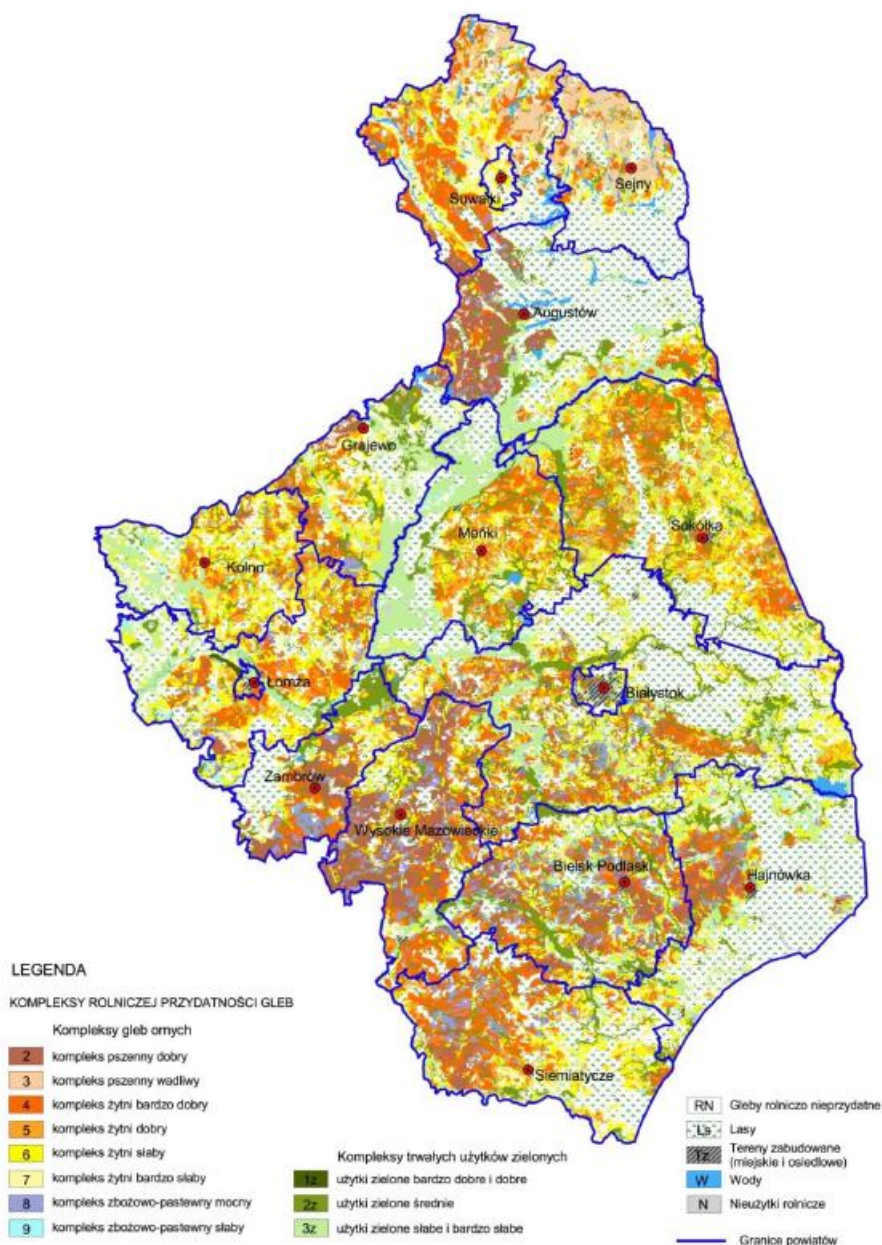 Suwałki
Sejny
Augustów
Grajewo
Mońki
Sokółka
Kolno
Łomża
Białystok
Zambrów
Wysokie Mazowieckie
Bielsk Podlaski
Hajnówka
Siemiatycze
LEGENDA
KOMPLEKSY ROLNICZEJ PRZYDATNOŚCI GLEB
Kompleksy gleb ornych
2 kompleks pszenny dobry
3 kompleks pszenny wadliwy
4 kompleks żytni bardzo dobry
5 kompleks żytni dobry
6 kompleks żytni słaby
7 kompleks żytni bardzo słaby
8 kompleks zbożowo-pastewny mocny
9 kompleks zbożowo-pastewny słaby
Kompleksy trwałych użytków zielonych
1z użytki zielone bardzo dobre i dobre
2z użytki zielone średnie
3z użytki zielone słabe i bardzo słabe
RN Gleby rolniczo nieprzydatne
Ls Lasy
Tz Tereny zabudowane
(miejskie i osiedlowe)
W Wody
N Nieużytki rolnicze
Granice powiatów